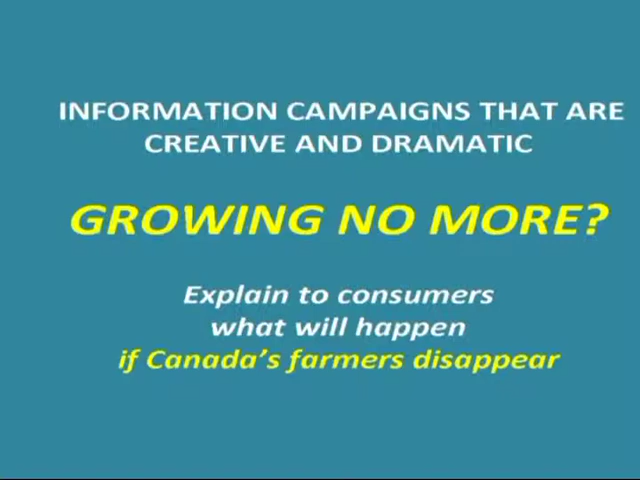 INFORMATION CAMPAIGNS THAT ARE
CREATIVE AND DRAMATIC
GROWING NO MORE?
Explain to consumers
what will happen
if Canada's farmers disappear